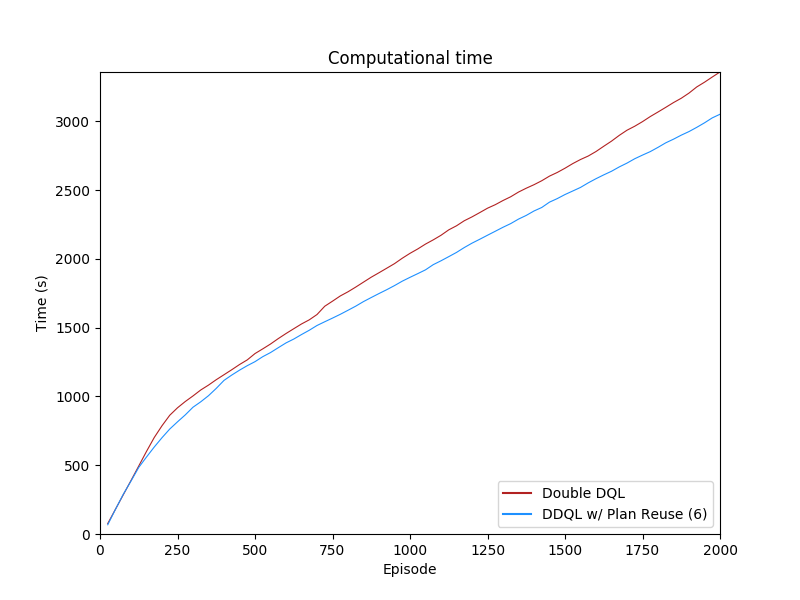 Computational time
Time (s)
3000
2500
2000
1500
1000
500
0
0 250 500 750 1000 1250 1500 1750 2000
Episode
Double DQL
DDQL w/ Plan Reuse (6)